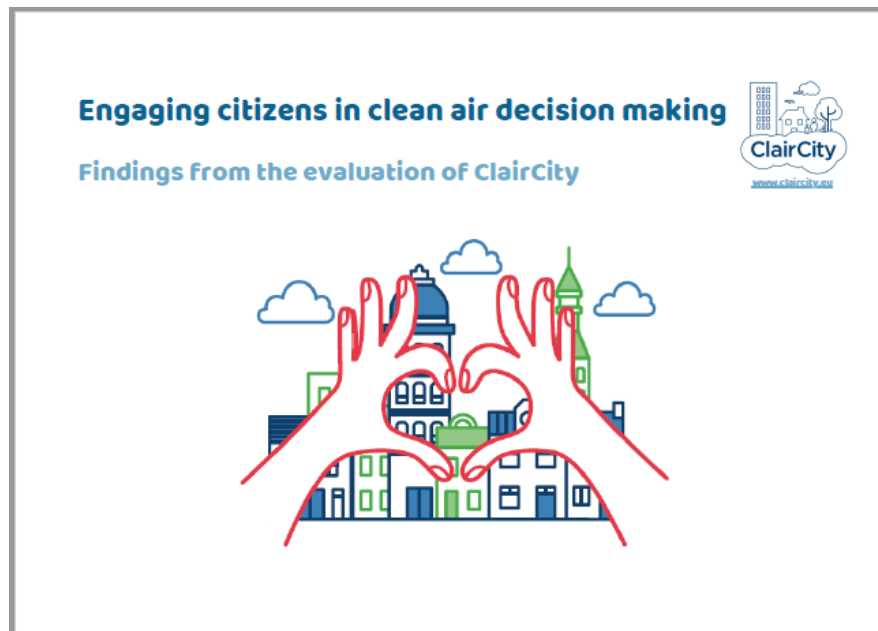 Engaging citizens in clean air decision making
Findings from the evaluation of ClairCity
ClairCity
www.claircity.eu